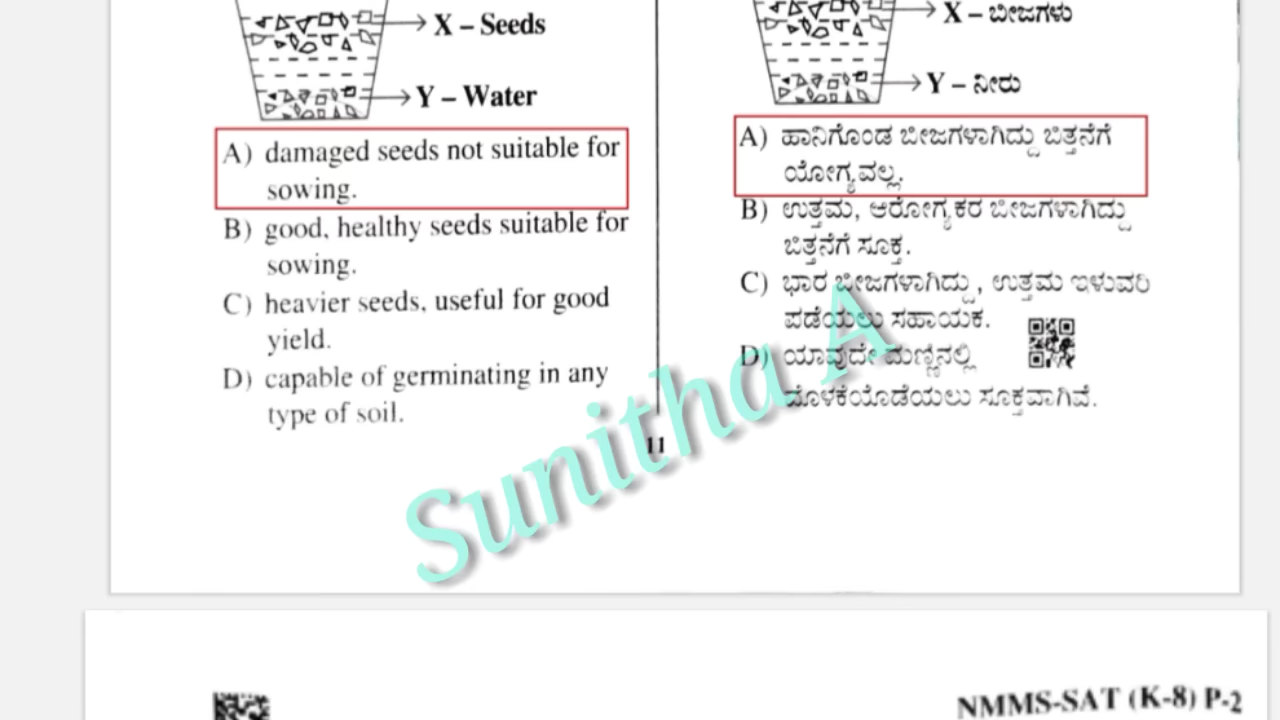 X – Seeds
Y – Water
A) damaged seeds not suitable for
sowing.
B) good, healthy seeds suitable for
sowing.
C) heavier seeds, useful for good
yield.
D) capable of germinating in any
type of soil.
X – ಬೀಜಗಳು
Y – ನೀರು
A) ಹಾನಿಗೊಂಡ ಬೀಜಗಳಾಗಿದ್ದು ಬಿತ್ತನೆಗೆ
ಯೋಗ್ಯವಲ್ಲ.
B) ಉತ್ತಮ, ಆರೋಗ್ಯಕರ ಬೀಜಗಳಾಗಿದ್ದು
ಬಿತ್ತನೆಗೆ ಸೂಕ್ತ.
C) ಭಾರ ಬೀಜಗಳಾಗಿದ್ದು, ಉತ್ತಮ ಇಳುವರಿ
ಪಡೆಯಲು ಸಹಾಯಕ.
D) ಯಾವುದೇ ಮಣ್ಣಿನಲ್ಲಿ
ಮೊಳಕೆಯೊಡೆಯಲು ಸೂಕ್ತವಾಗಿವೆ.
Sunitha A
11
NMMS-SAT (K-8) P-2